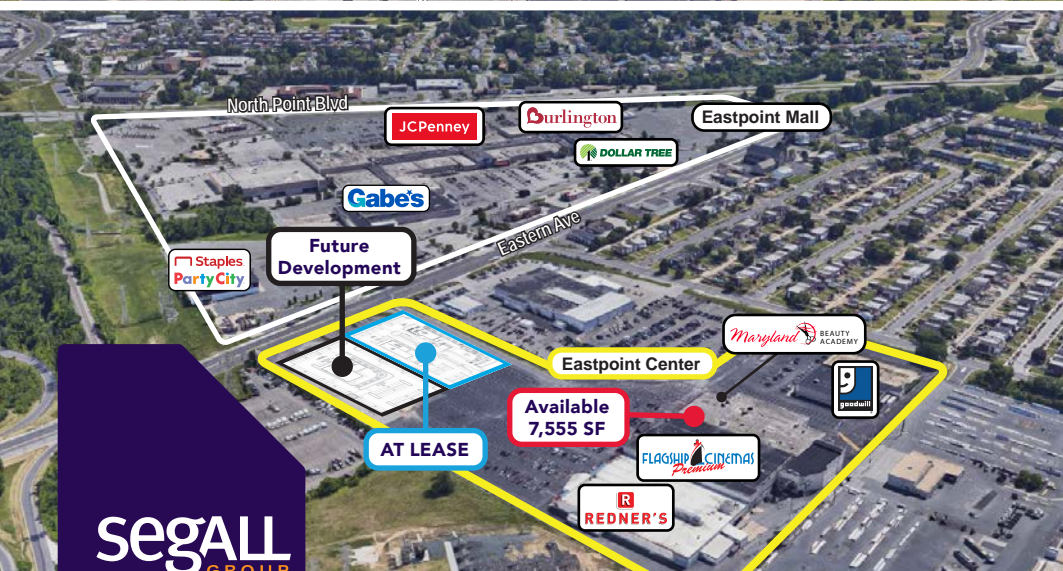 North Point Blvd
JCPenney
Burlington
Eastpoint Mall
DOLLAR TREE
Gabe's
Eastern Ave
Future
Development
Staples
Party City
Maryland BEAUTY
ACADEMY
Eastpoint Center
goodwill
Available
7,555 SF
AT LEASE
FLAGSHIP CINEMAS
Premium
R
REDNER'S
segALL
GROUP